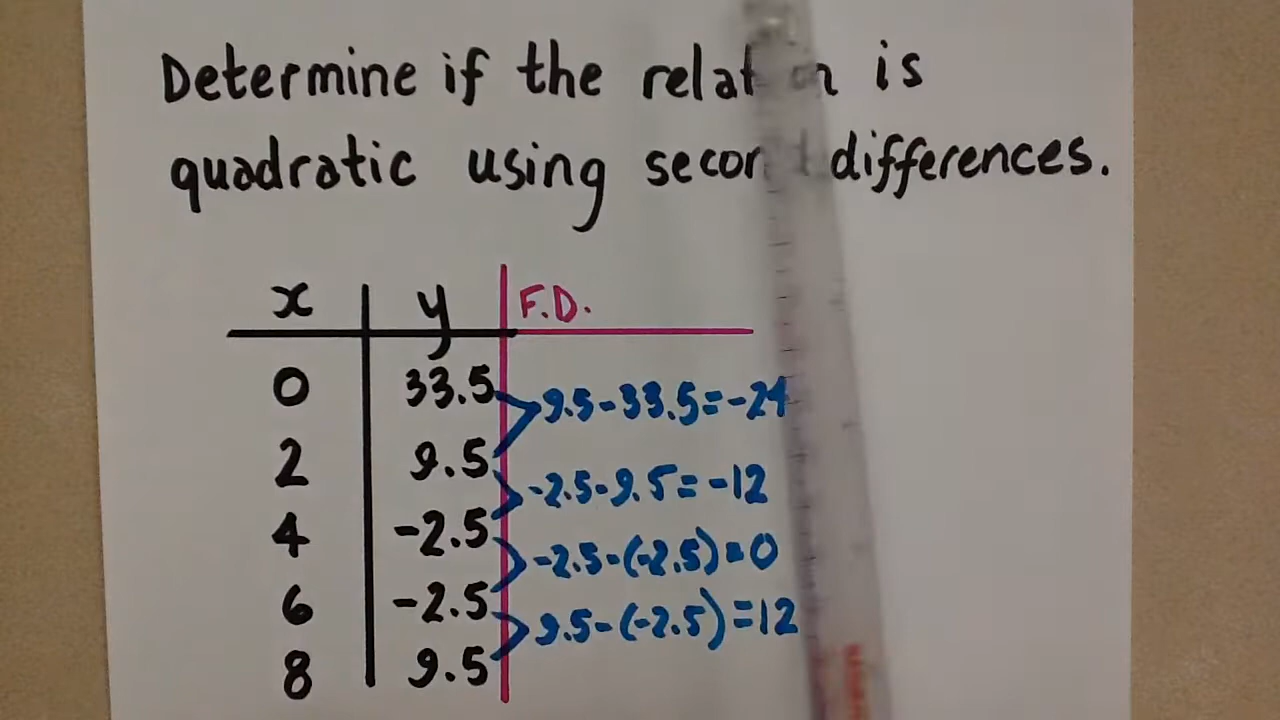 Determine if the is
quadratic using differences.
x y F.D.
0 33.5 9.5-33.5=-24
2 9.5 -2.5-9.5=-12
4 -2.5 -2.5-(-2.5)=0
6 -2.5 9.5-(-2.5)=12
8 9.5